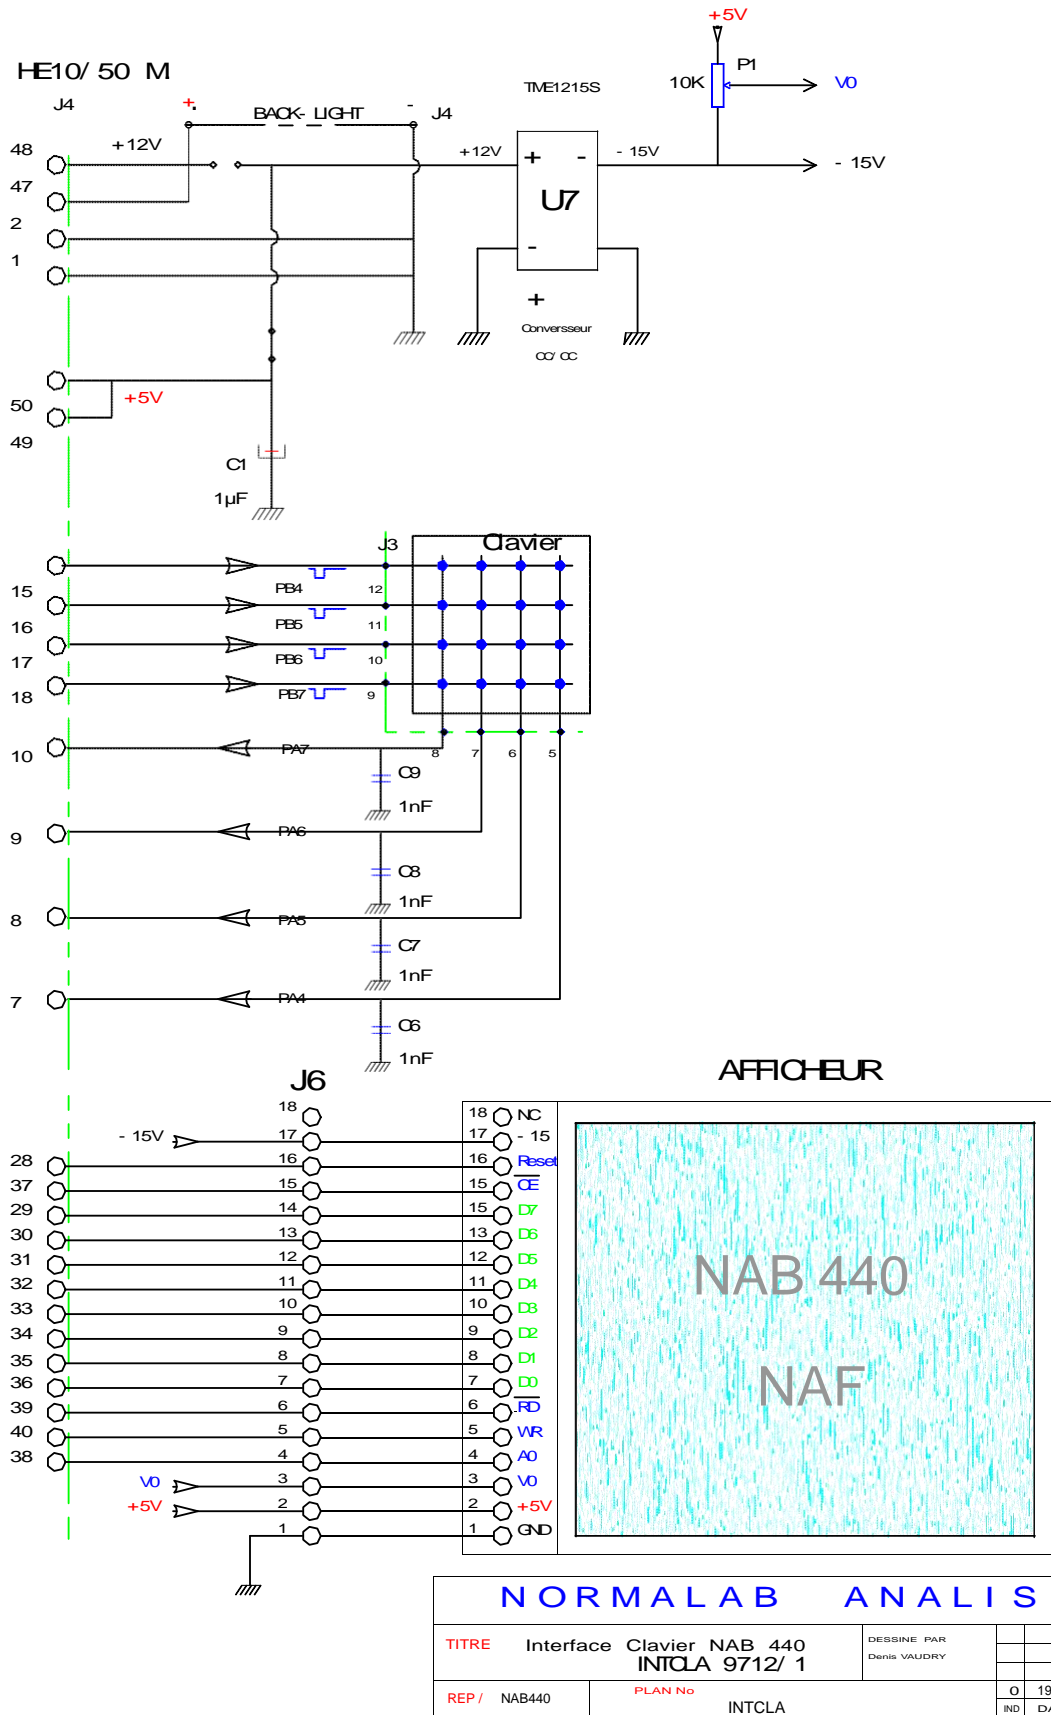 +5V
HE10/ 50 M
P1
J4
+.
BACK- LIGHT
-
J4
TME1215S
10K
V0
48
+12V
+12V
+ -
- 15V
- 15V
47
U7
2
-
1
+
Conversseur
CC/ CC
50
+5V
49
C1
1µF
J3
Clavier
15
PB4
12
16
PB5
11
17
PB6
10
18
PB7
9
10
PA7
8
7
6
5
C9
1nF
9
PA6
C8
1nF
8
PA5
C7
1nF
7
PA4
C6
1nF
AFFICHEUR
J6
18
18 NC
- 15V
17
17 - 15
28
16
16 Reset
37
15
15 CE
29
14
15 D7
30
13
13 D6
31
12
12 D5
32
11
11 D4
33
10
10 D3
34
9
9 D2
35
8
8 D1
36
7
7 D0
39
6
6 RD
40
5
5 WR
38
4
4 A0
V0
3
3 V0
+5V
2
2 +5V
1
1 GND
NAB 440
NAF
NORMALAB ANALIS
TITRE Interface Clavier NAB 440
INTCLA 9712/ 1
DESSINE PAR
Denis VAUDRY
REP / NAB440
PLAN No
INTCLA
0 19
IND DA